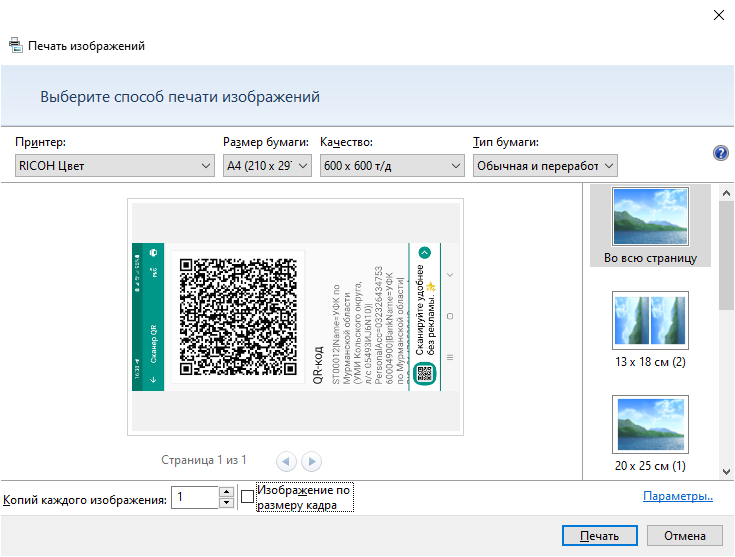 Печать изображений
Выберите способ печати изображений
Принтер:
Размер бумаги:
Качество:
Тип бумаги:
RICOH Цвет
A4 (210 x 29
600 x 600 т/д
Обычная и переработ
Сканер QR
QR-код
ST00012|Name=УФК по
Мурманской области
(УМИ Кольского округа,
л/с 05493ИJ6N10)|
PersonalAcc=032326434753
60004900|BankName=УФК
по Мурманской области|
Сканируйте удобнее
без рекламы. ✨
Во всю страницу
13 x 18 см (2)
20 x 25 см (1)
Страница 1 из 1
Копий каждого изображения:
1
Изображение по
размеру кадра
Параметры..
Печать
Отмена